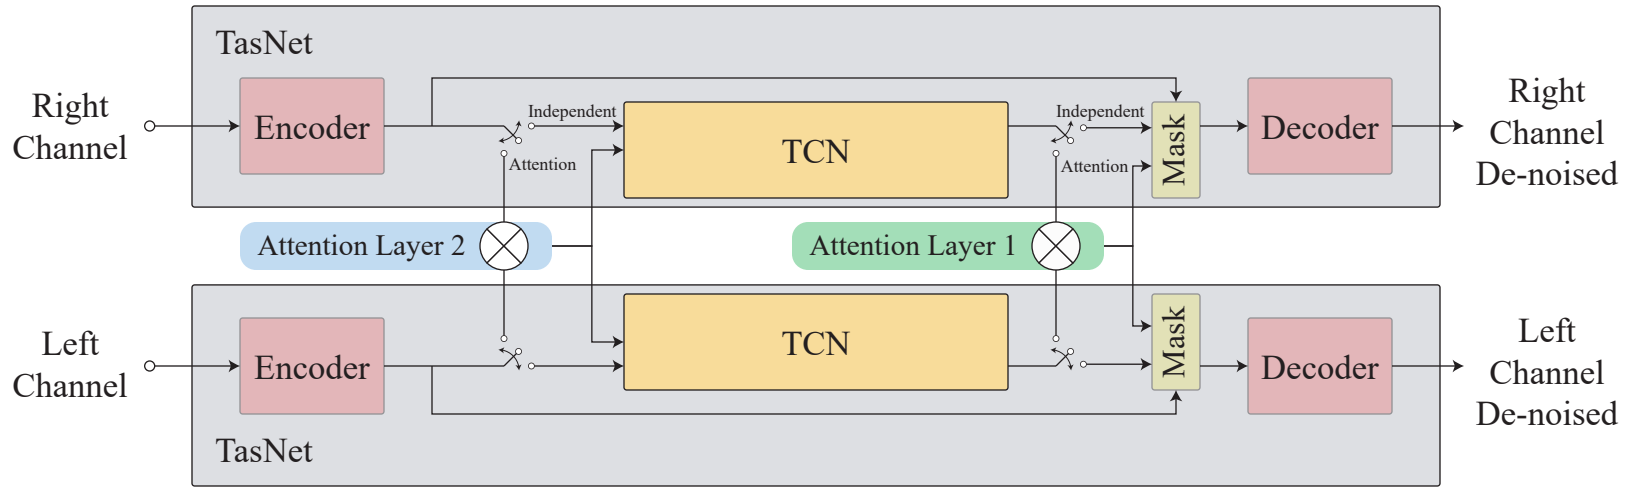 TasNet
Right
Channel
Encoder
Independent
Attention
TCN
Independent
Attention
Mask
Decoder
Right
Channel
De-noised
Attention Layer 2
Attention Layer 1
Left
Channel
Encoder
TCN
Mask
Decoder
Left
Channel
De-noised
TasNet